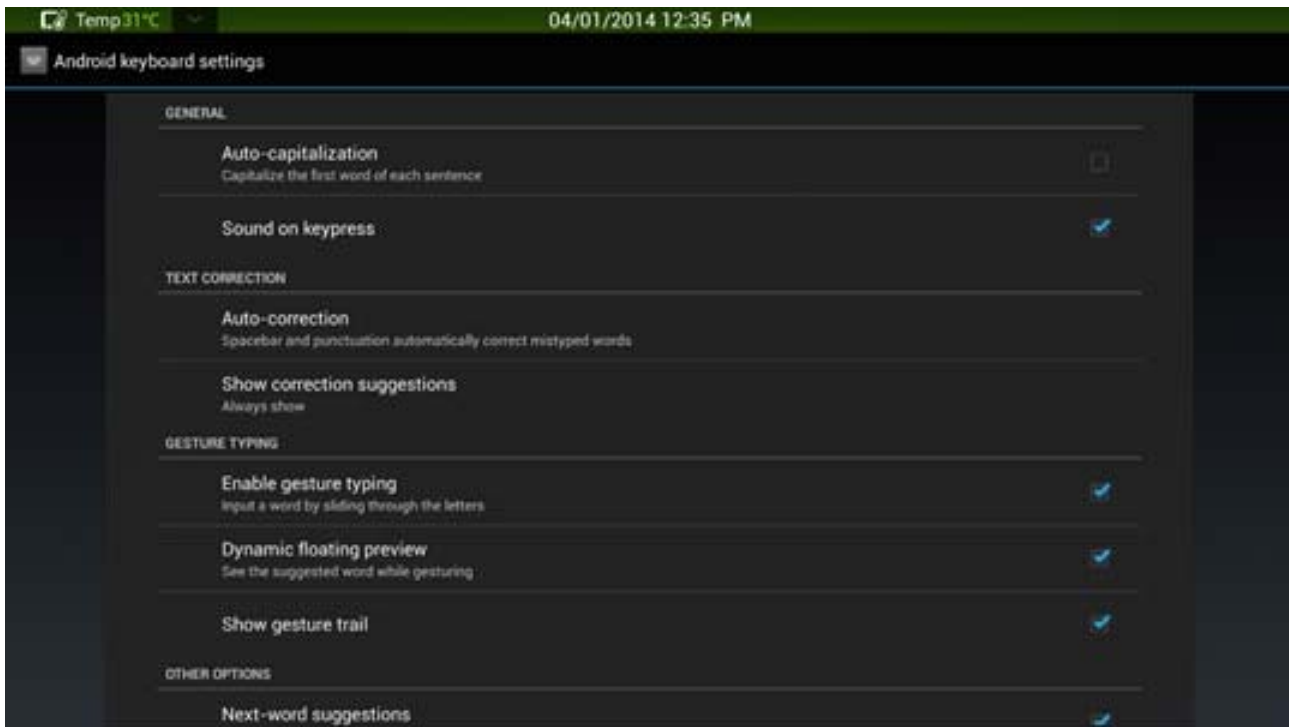 Temp 31°C
04/01/2014 12:35 PM
Android keyboard settings
GENERAL
Auto-capitalization
Capitalize the first word of each sentence
Sound on keypress
TEXT CORRECTION
Auto-correction
Spacebar and punctuation automatically correct mistyped words
Show correction suggestions
Always show
GESTURE TYPING
Enable gesture typing
Input a word by sliding through the letters
Dynamic floating preview
See the suggested word while gesturing
Show gesture trail
OTHER OPTIONS
Next-word suggestions